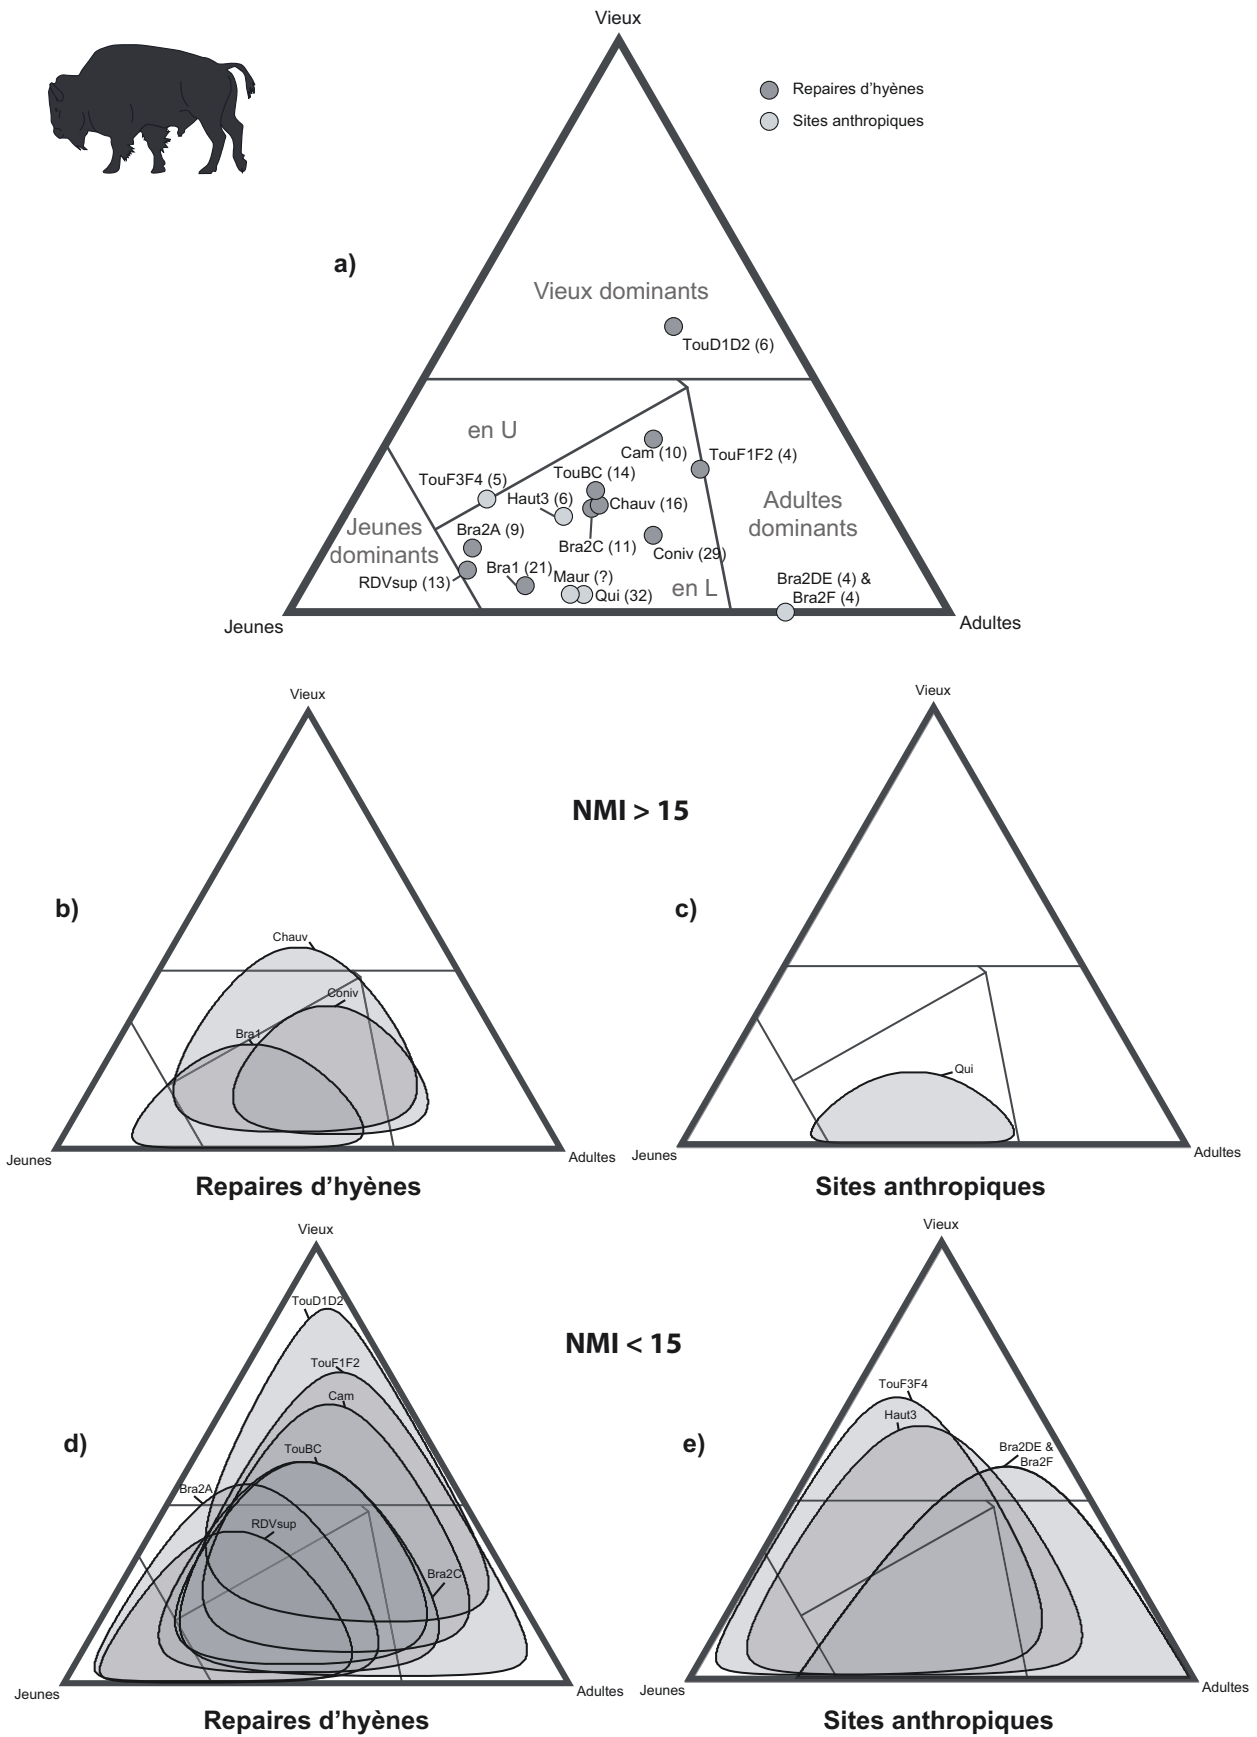 Vieux
Repaires d'hyènes
Sites anthropiques
a)
Vieux dominants
TouD1D2 (6)
en U
Cam (10)
TouF1F2 (4)
TouBC (14)
TouF3F4 (5)
Haut3 (6)
Chauv (16)
Adultes
dominants
Jeunes
dominants
Bra2A (9)
Bra2C (11)
Coniv (29)
RDVsup (13)
Bra1 (21)
Maur (?)
Qui (32)
en L
Bra2DE (4) &
Bra2F (4)
Jeunes
Adultes
Vieux
Vieux
NMI > 15
b)
c)
Chauv
Coniv
Bra1
Qui
Jeunes
Adultes
Jeunes
Adultes
Repaires d'hyènes
Sites anthropiques
Vieux
Vieux
TouD1D2
NMI < 15
TouF1F2
Cam
TouF3F4
Haut3
d)
e)
TouBC
Bra2DE &
Bra2F
Bra2A
RDVsup
Bra2C
Jeunes
Adultes
Jeunes
Adultes
Repaires d'hyènes
Sites anthropiques